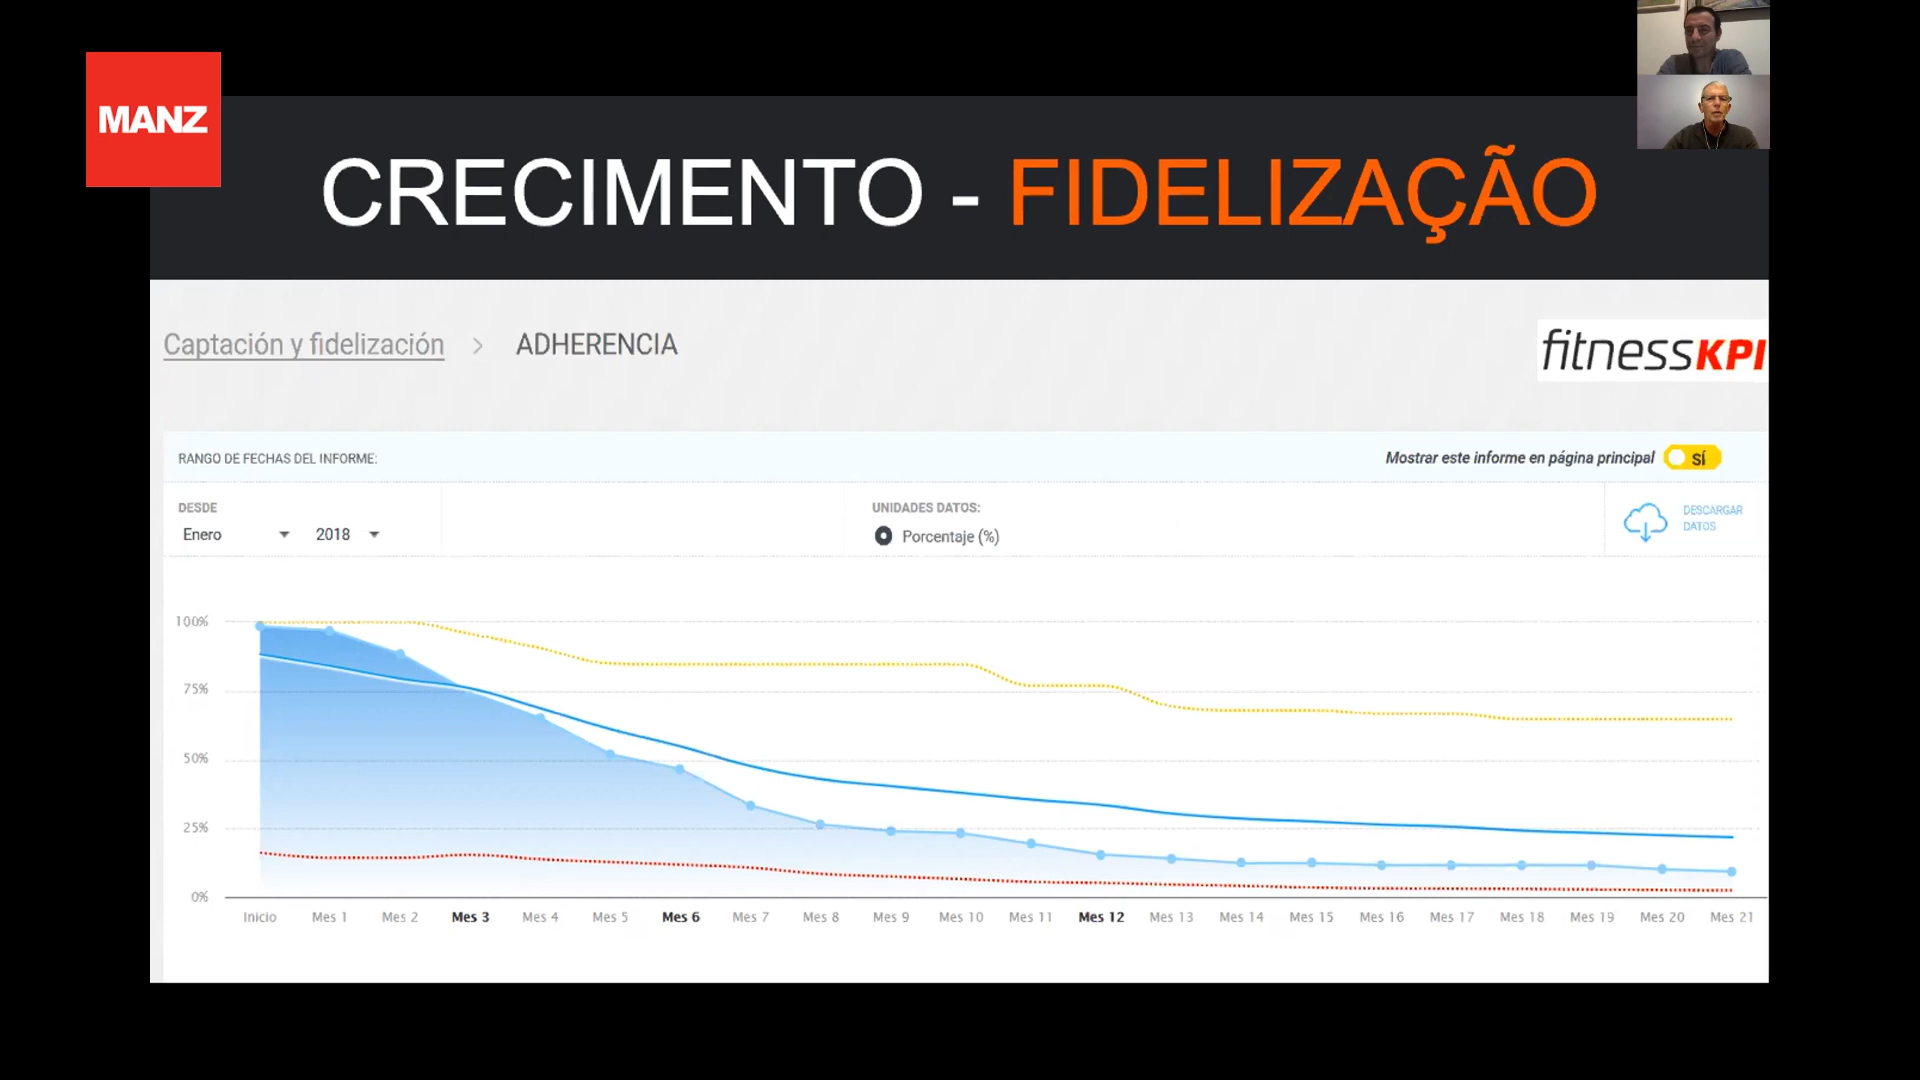 MANZ
CRECIMENTO - FIDELIZAÇÃO
Captación y fidelización > ADHERENCIA
fitnessKPI
RANGO DE FECHAS DEL INFORME:
Mostrar este informe en página principal SÍ
DESDE
Enero 2018
UNIDADES DATOS:
Porcentaje (%)
DESCARGAR
DATOS
100%
75%
50%
25%
0%
Inicio Mes 1 Mes 2 Mes 3 Mes 4 Mes 5 Mes 6 Mes 7 Mes 8 Mes 9 Mes 10 Mes 11 Mes 12 Mes 13 Mes 14 Mes 15 Mes 16 Mes 17 Mes 18 Mes 19 Mes 20 Mes 21